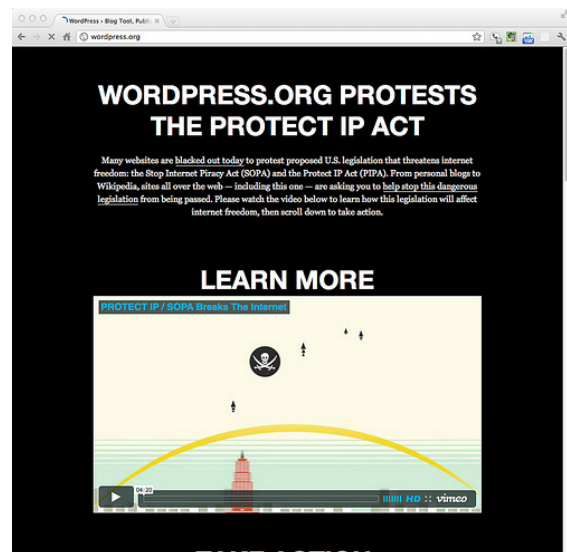 WordPress › Blog Tool, Publi
wordpress.org
WORDPRESS.ORG PROTESTS
THE PROTECT IP ACT
Many websites are blacked out today to protest proposed U.S. legislation that threatens internet
freedom: the Stop Internet Piracy Act (SOPA) and the Protect IP Act (PIPA). From personal blogs to
Wikipedia, sites all over the web — including this one — are asking you to help stop this dangerous
legislation from being passed. Please watch the video below to learn how this legislation will affect
internet freedom, then scroll down to take action.
LEARN MORE
PROTECT IP / SOPA Breaks The Internet
04:20
HD :: vimeo
TAKE ACTION